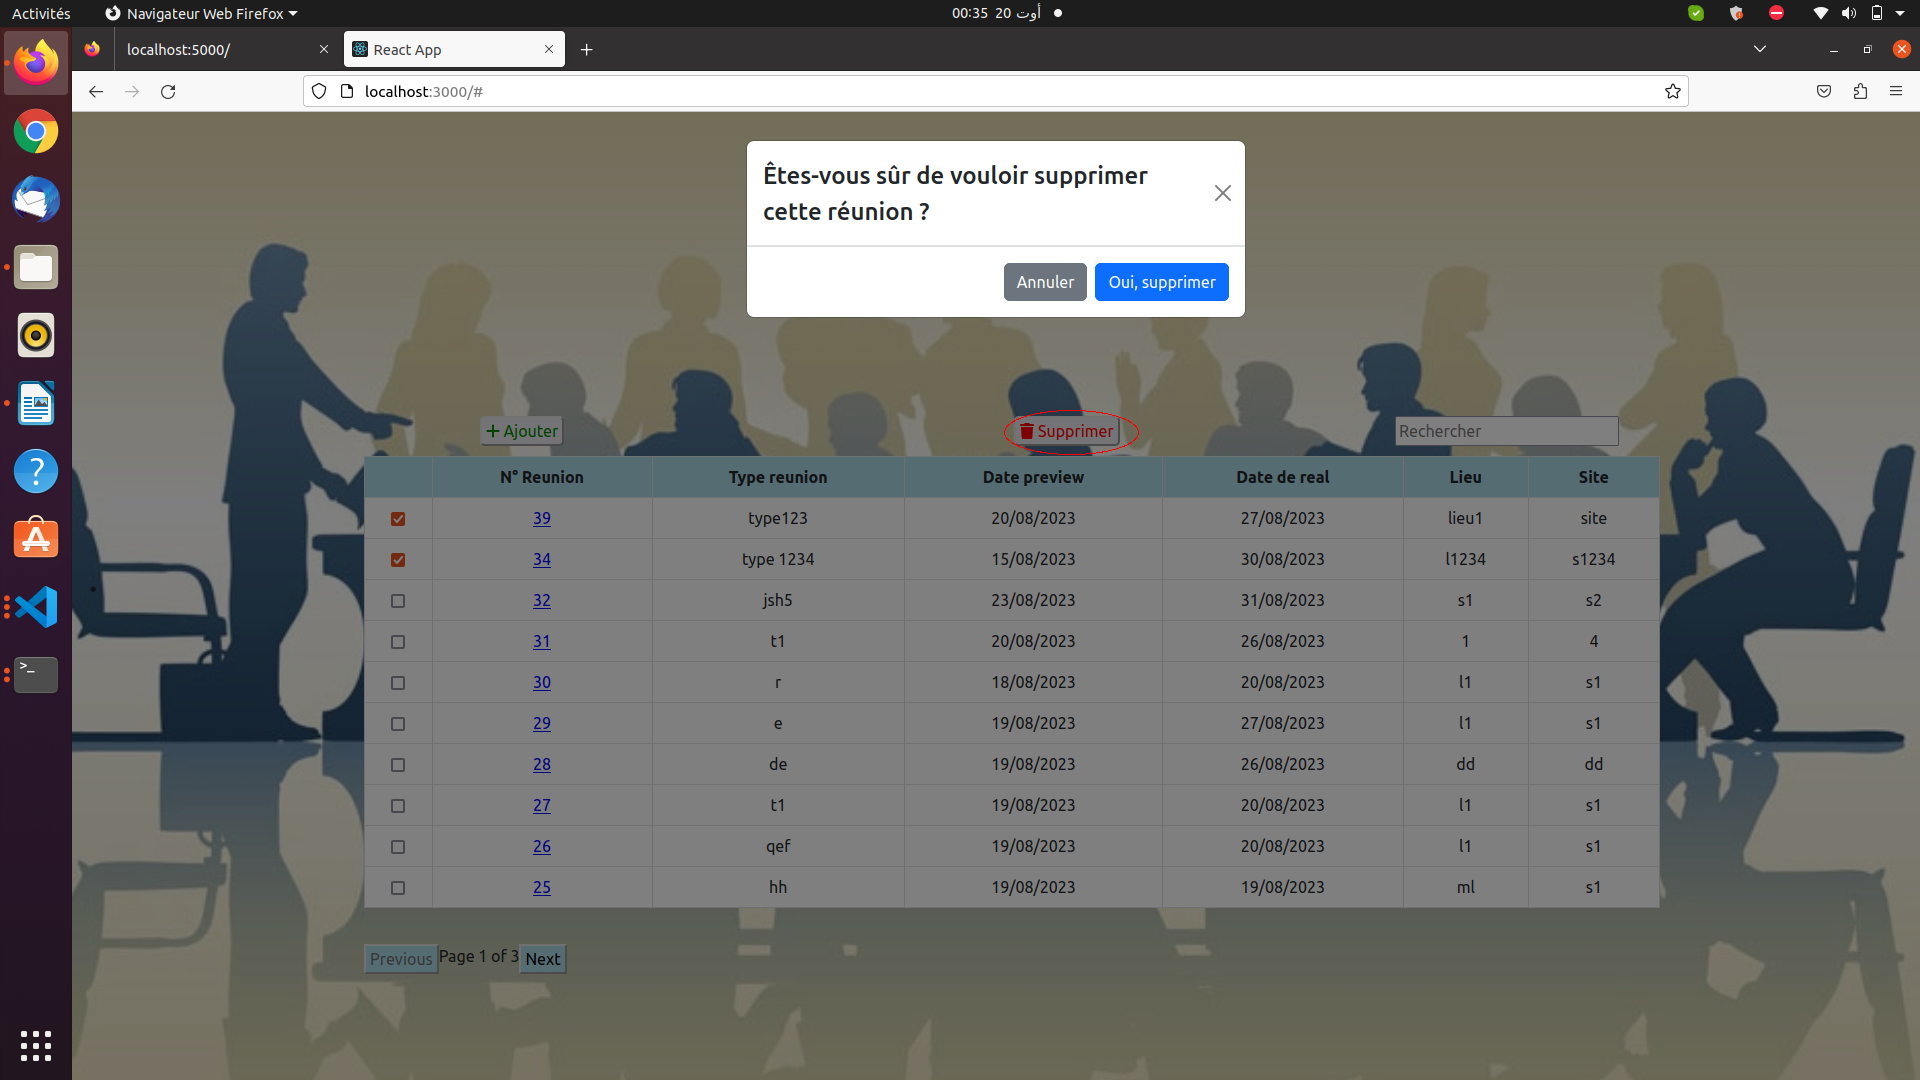 Activités
Navigateur Web Firefox
00:35 20 أوت
localhost:5000/
React App
localhost:3000/#
Êtes-vous sûr de vouloir supprimer
cette réunion ?
Annuler
Oui, supprimer
Ajouter
Supprimer
Rechercher
N° Reunion Type reunion Date preview Date de real Lieu Site
39 type123 20/08/2023 27/08/2023 lieu1 site
34 type 1234 15/08/2023 30/08/2023 l1234 s1234
32 jsh5 23/08/2023 31/08/2023 s1 s2
31 t1 20/08/2023 26/08/2023 1 4
30 r 18/08/2023 20/08/2023 l1 s1
29 e 19/08/2023 27/08/2023 l1 s1
28 de 19/08/2023 26/08/2023 dd dd
27 t1 19/08/2023 20/08/2023 l1 s1
26 qef 19/08/2023 20/08/2023 l1 s1
25 hh 19/08/2023 19/08/2023 ml s1
Previous Page 1 of 3 Next